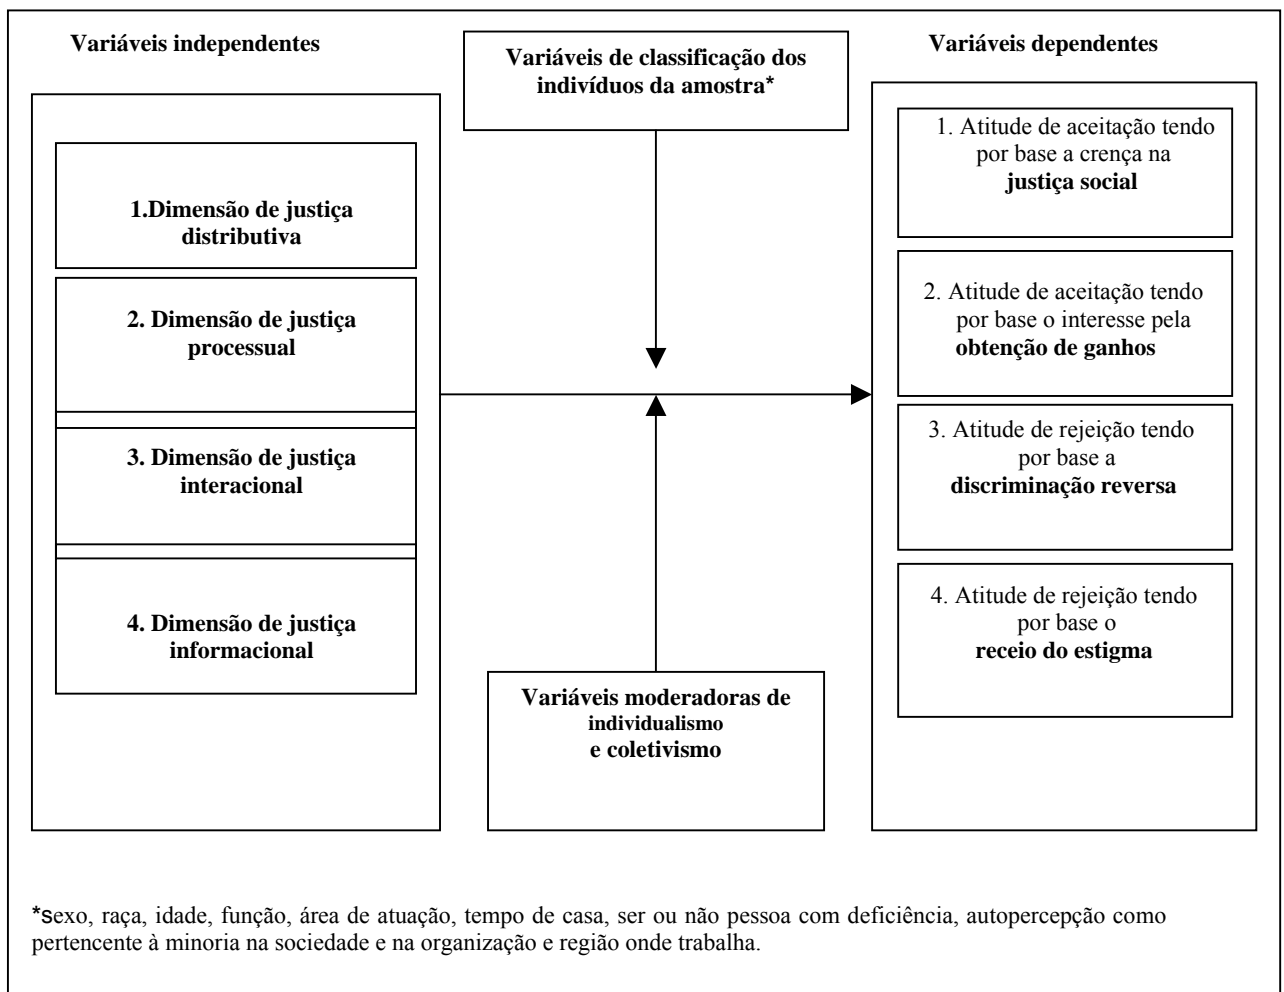 Variáveis independentes
1.Dimensão de justiça
distributiva
2. Dimensão de justiça
processual
3. Dimensão de justiça
interacional
4. Dimensão de justiça
informacional
Variáveis de classificação dos
indivíduos da amostra*
Variáveis moderadoras de
individualismo
e coletivismo
Variáveis dependentes
1. Atitude de aceitação tendo
por base a crença na
justiça social
2. Atitude de aceitação tendo
por base o interesse pela
obtenção de ganhos
3. Atitude de rejeição tendo
por base a
discriminação reversa
4. Atitude de rejeição tendo
por base o
receio do estigma
*sexo, raça, idade, função, área de atuação, tempo de casa, ser ou não pessoa com deficiência, autopercepção como
pertencente à minoria na sociedade e na organização e região onde trabalha.